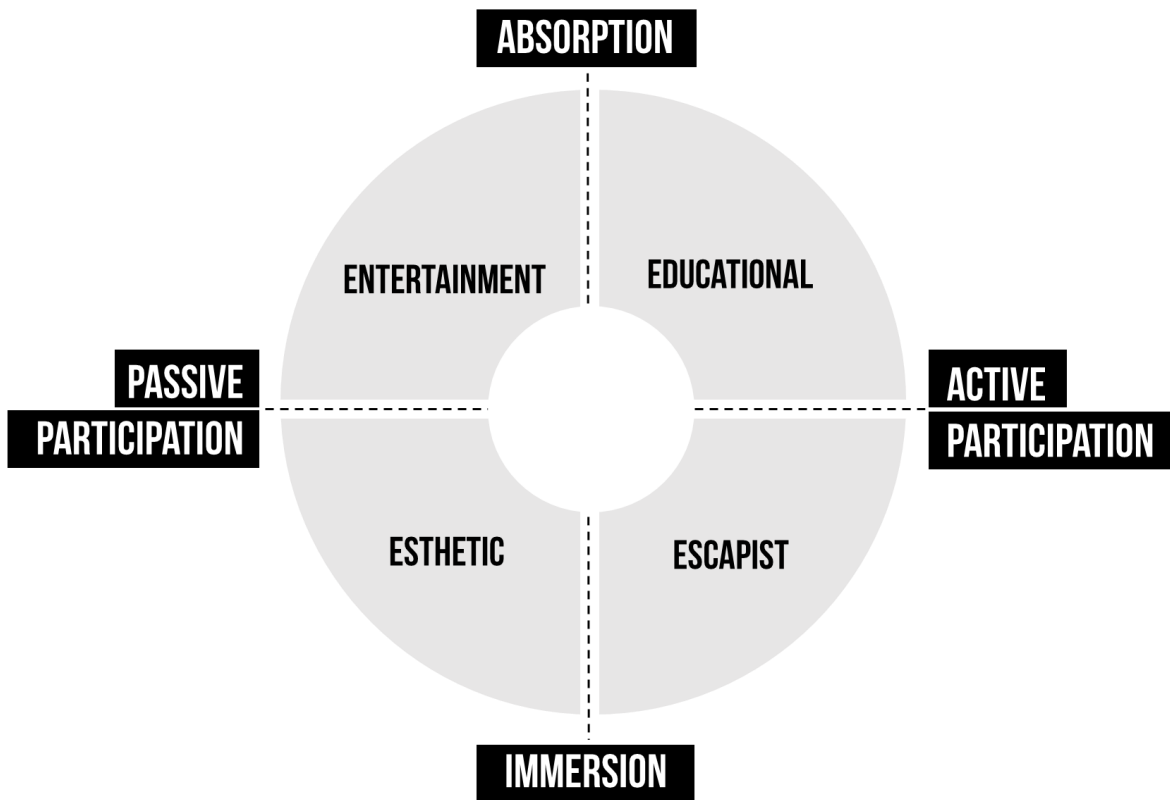 ABSORPTION
ENTERTAINMENT
EDUCATIONAL
PASSIVE
PARTICIPATION
ACTIVE
PARTICIPATION
ESTHETIC
ESCAPIST
IMMERSION